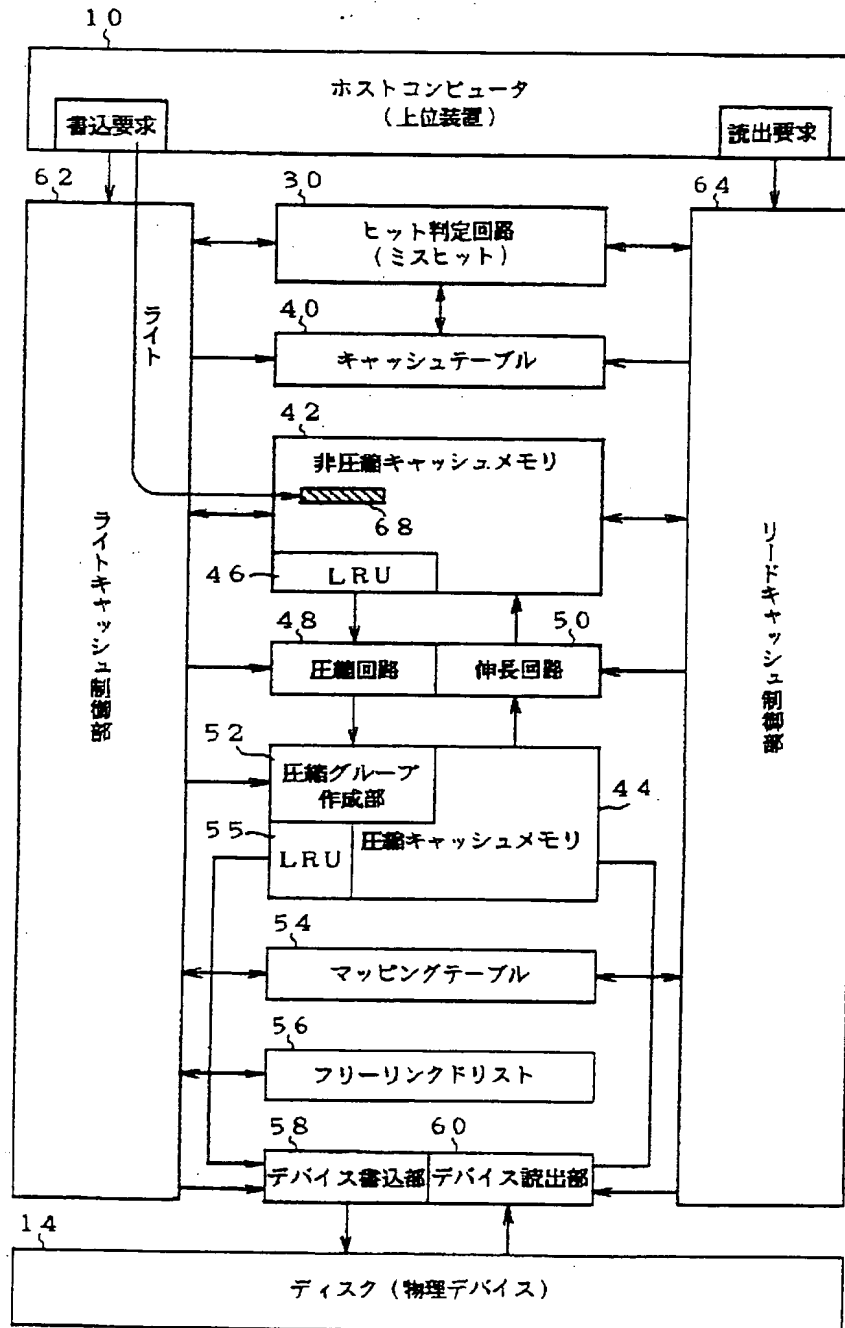 10
ホストコンピュータ
(上位装置)
書込要求
読出要求
62
30
64
ヒット判定回路
(ミスヒット)
ライト
40
キャッシュテーブル
42
非圧縮キャッシュメモリ
68
46
LRU
ライトキャッシュ制御部
リードキャッシュ制御部
48
50
圧縮回路
伸長回路
52
圧縮グループ
作成部
44
55
LRU
圧縮キャッシュメモリ
54
マッピングテーブル
56
フリーリンクドリスト
58
60
デバイス書込部
デバイス読出部
14
ディスク(物理デバイス)